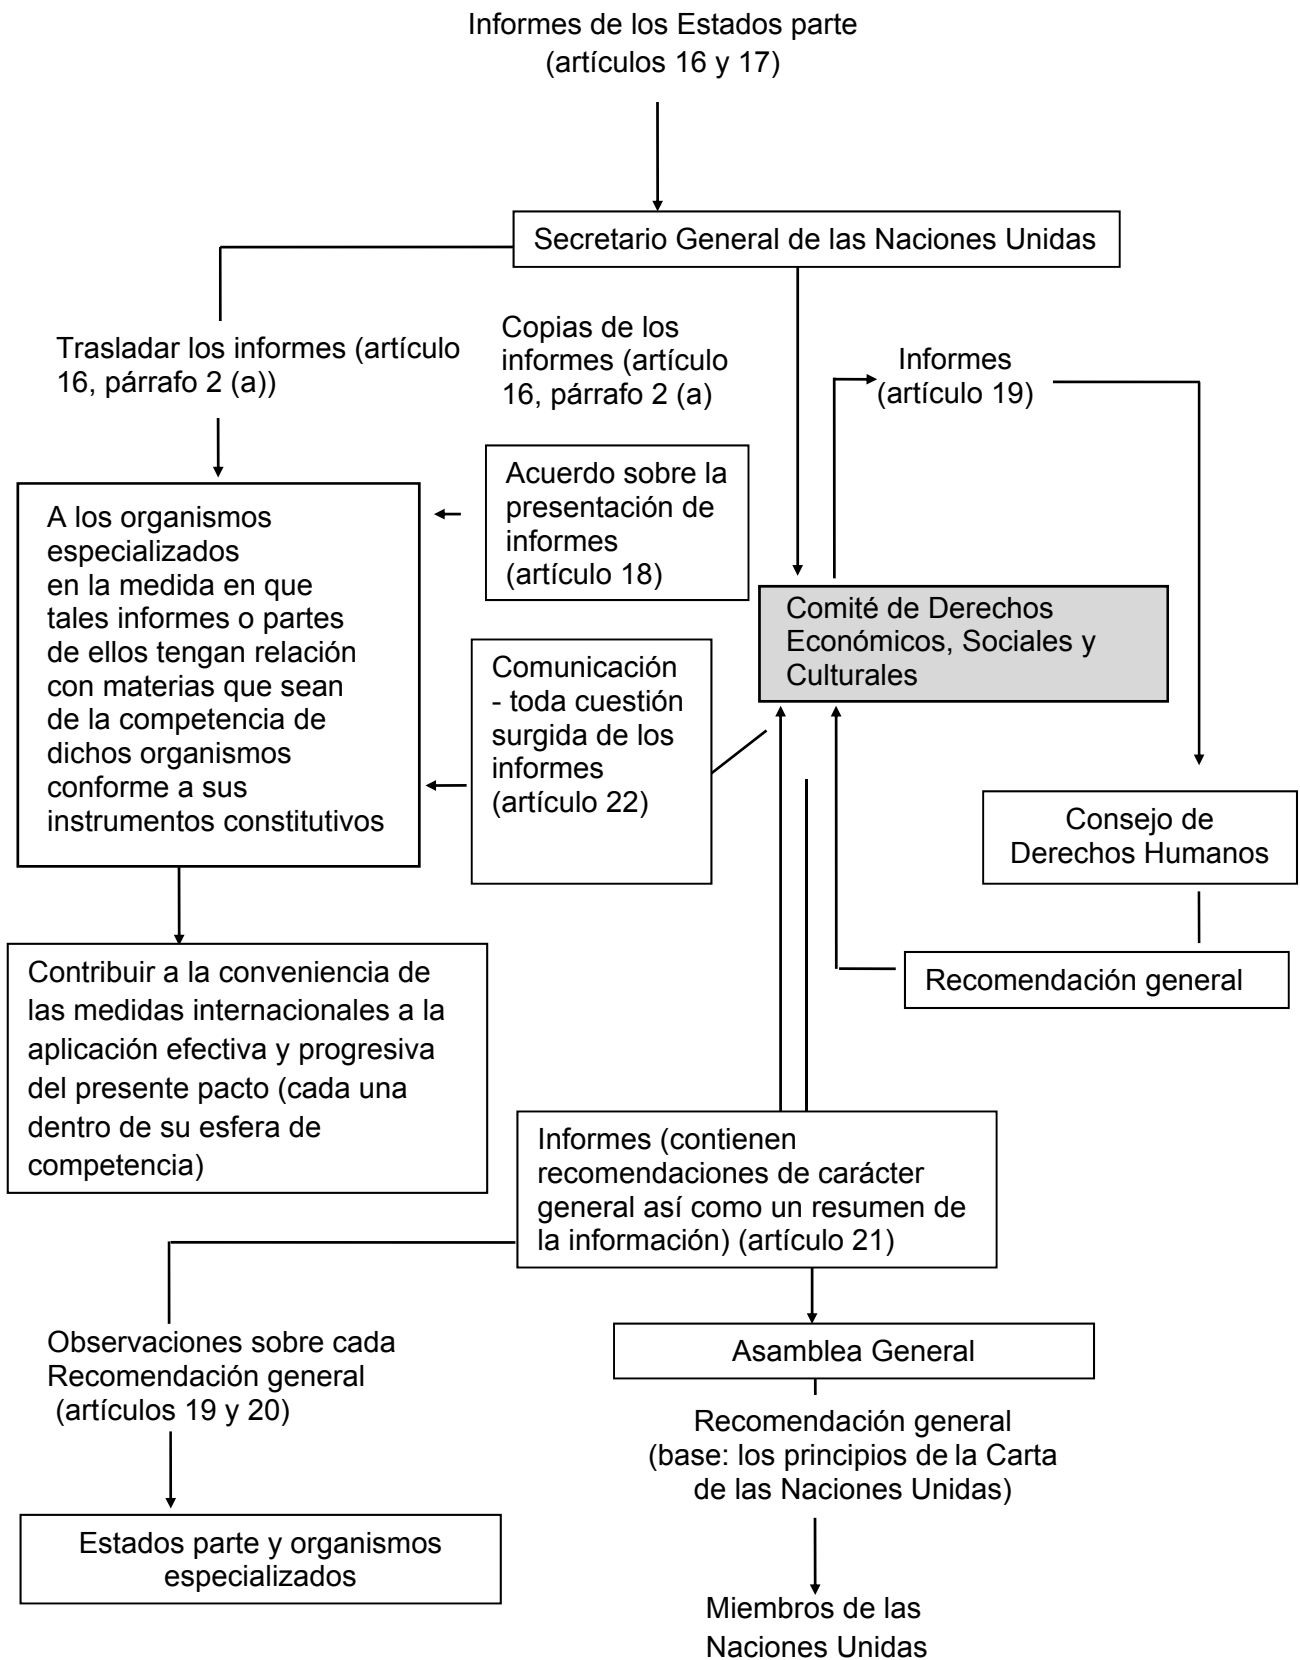 Informes de los Estados parte
(artículos 16 y 17)
Secretario General de las Naciones Unidas
Trasladar los informes (artículo
16, párrafo 2 (a))
Copias de los
informes (artículo
16, párrafo 2 (a)
Informes
(artículo 19)
Acuerdo sobre la
presentación de
informes
(artículo 18)
A los organismos
especializados
en la medida en que
tales informes o partes
de ellos tengan relación
con materias que sean
de la competencia de
dichos organismos
conforme a sus
instrumentos constitutivos
Comité de Derechos
Económicos, Sociales y
Culturales
Comunicación
- toda cuestión
surgida de los
informes
(artículo 22)
Consejo de
Derechos Humanos
Recomendación general
Contribuir a la conveniencia de
las medidas internacionales a la
aplicación efectiva y progresiva
del presente pacto (cada una
dentro de su esfera de
competencia)
Informes (contienen
recomendaciones de carácter
general así como un resumen de
la información) (artículo 21)
Observaciones sobre cada
Recomendación general
(artículos 19 y 20)
Asamblea General
Recomendación general
(base: los principios de la Carta
de las Naciones Unidas)
Estados parte y organismos
especializados
Miembros de las
Naciones Unidas